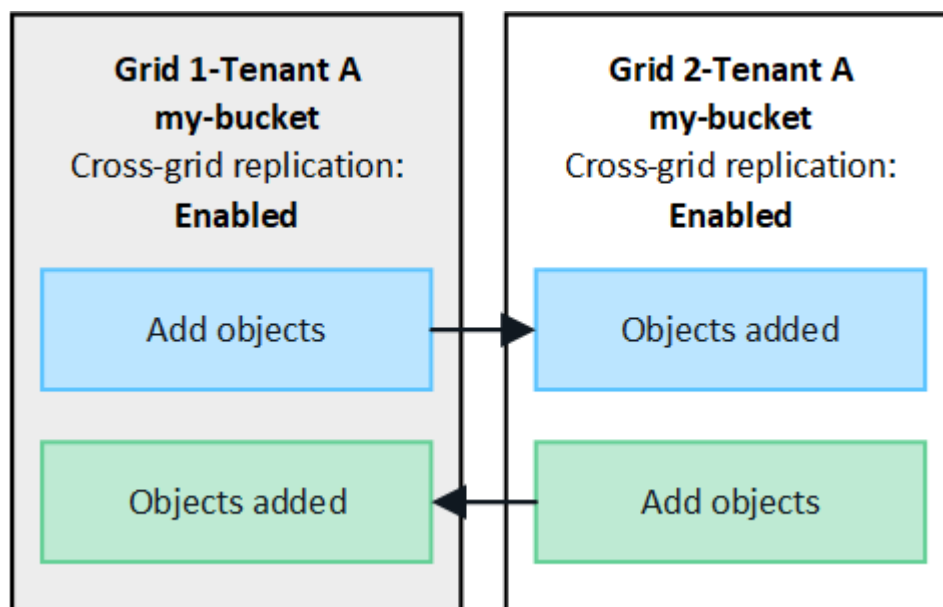 Grid 1-Tenant A
my-bucket
Cross-grid replication:
Enabled
Add objects
Objects added
Grid 2-Tenant A
my-bucket
Cross-grid replication:
Enabled
Objects added
Add objects